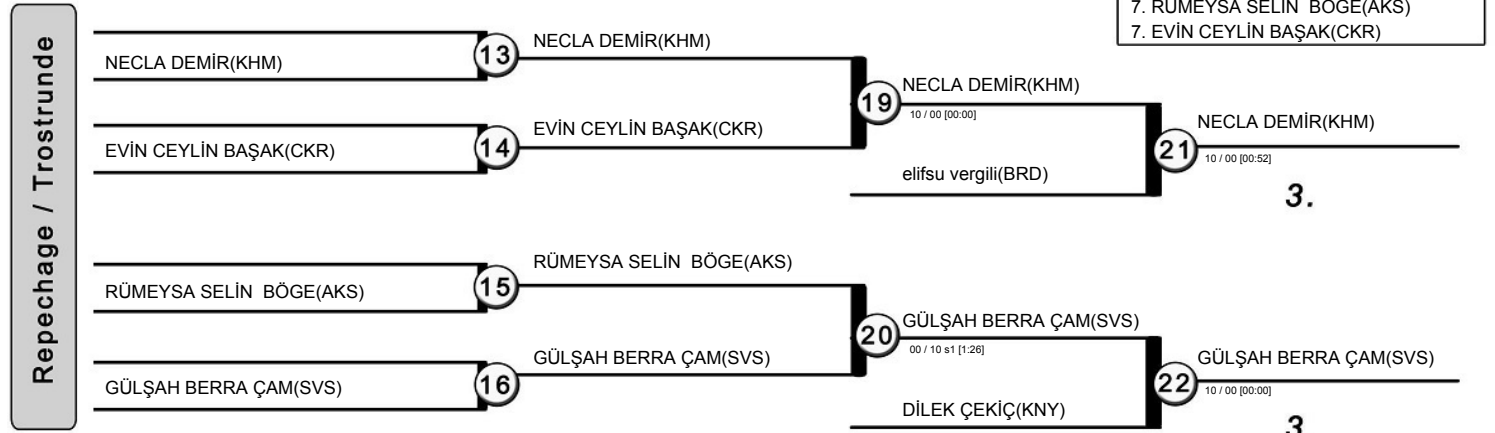 7. RÜMEYSA SELİN  BÖGE(AKS)
7. EVİN CEYLİN BAŞAK(CKR)
Repechage / Trostrunde
NECLA DEMİR(KHM)
13
NECLA DEMİR(KHM)
EVİN CEYLİN BAŞAK(CKR)
14
EVİN CEYLİN BAŞAK(CKR)
19
NECLA DEMİR(KHM)
10 / 00 [00:00]
elifsu vergili(BRD)
21
NECLA DEMİR(KHM)
10 / 00 [00:52]
3.
RÜMEYSA SELİN  BÖGE(AKS)
15
RÜMEYSA SELİN  BÖGE(AKS)
GÜLŞAH BERRA ÇAM(SVS)
16
GÜLŞAH BERRA ÇAM(SVS)
20
GÜLŞAH BERRA ÇAM(SVS)
00 / 10 s1 [1:26]
DİLEK ÇEKİÇ(KNY)
22
GÜLŞAH BERRA ÇAM(SVS)
10 / 00 [00:00]
3